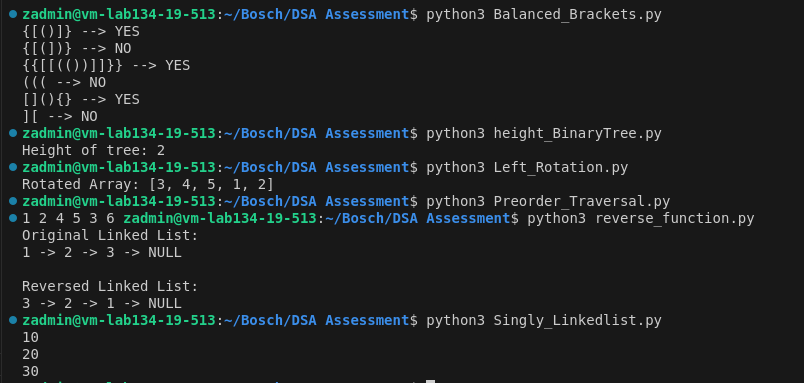 zadmin@vm-lab134-19-513:~/Bosch/DSA Assessment$ python3 Balanced_Brackets.py
{[()]} --> YES
{[(])} --> NO
{{[[(())]]}} --> YES
((( --> NO
[](){} --> YES
][ --> NO
zadmin@vm-lab134-19-513:~/Bosch/DSA Assessment$ python3 height_BinaryTree.py
Height of tree: 2
zadmin@vm-lab134-19-513:~/Bosch/DSA Assessment$ python3 Left_Rotation.py
Rotated Array: [3, 4, 5, 1, 2]
zadmin@vm-lab134-19-513:~/Bosch/DSA Assessment$ python3 Preorder_Traversal.py
1 2 4 5 3 6 zadmin@vm-lab134-19-513:~/Bosch/DSA Assessment$ python3 reverse_function.py
Original Linked List:
1 -> 2 -> 3 -> NULL
Reversed Linked List:
3 -> 2 -> 1 -> NULL
zadmin@vm-lab134-19-513:~/Bosch/DSA Assessment$ python3 Singly_Linkedlist.py
10
20
30